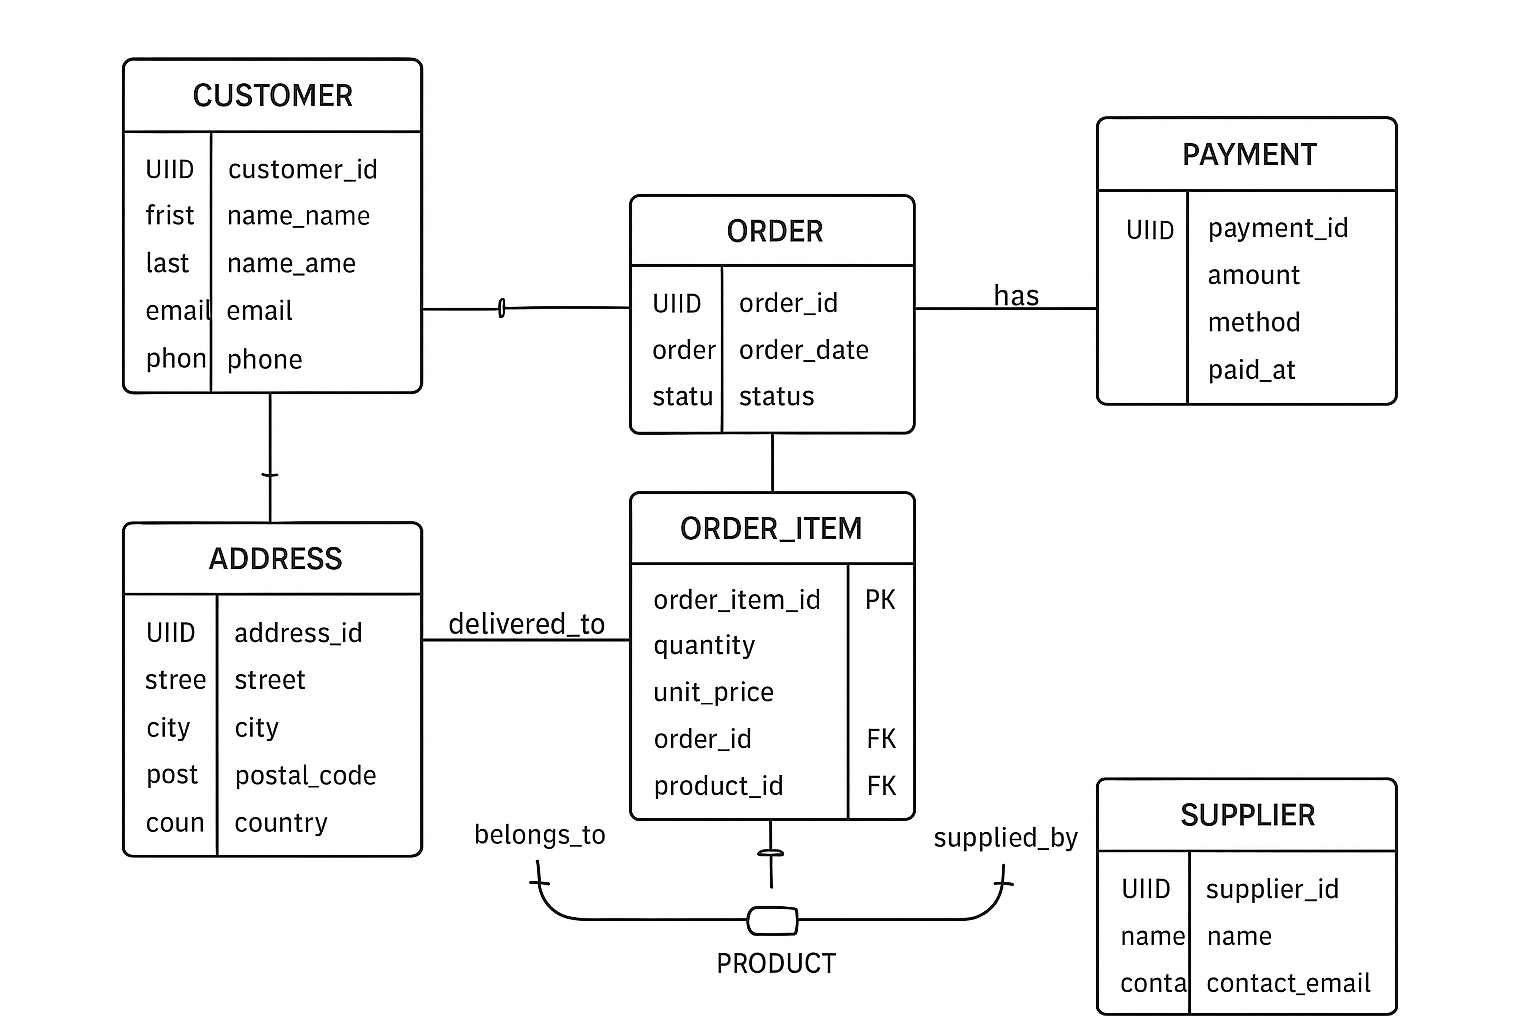 CUSTOMER
UIID customer_id
frist name_name
last name_ame
email email
phon phone
ORDER
UIID order_id
order order_date
statu status
has
PAYMENT
UIID payment_id
amount
method
paid_at
ADDRESS
UIID address_id
stree street
city city
post postal_code
coun country
delivered_to
ORDER_ITEM
order_item_id PK
quantity
unit_price
order_id FK
product_id FK
belongs_to
supplied_by
PRODUCT
SUPPLIER
UIID supplier_id
name name
conta contact_email